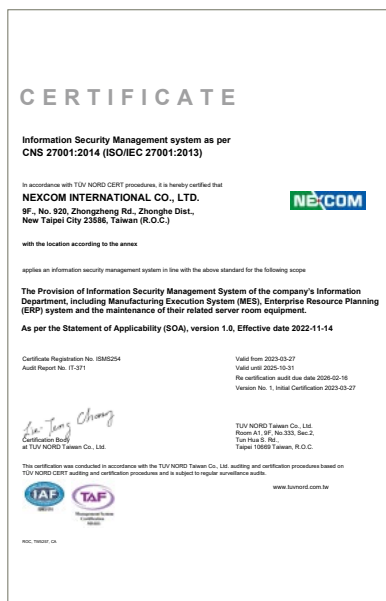 CERTIFICATE
Information Security Management system as per
CNS 27001:2014 (ISO/IEC 27001:2013)
In accordance with TÜV NORD CERT procedures, it is hereby certified that
NEXCOM INTERNATIONAL CO., LTD.
9F., No. 920, Zhongzheng Rd., Zhonghe Dist.,
New Taipei City 23586, Taiwan (R.O.C.)
NEXCOM
with the location according to the annex
applies an information security management system in line with the above standard for the following scope
The Provision of Information Security Management System of the company's Information
Department, including Manufacturing Execution System (MES), Enterprise Resource Planning
(ERP) system and the maintenance of their related server room equipment.
As per the Statement of Applicability (SOA), version 1.0, Effective date 2022-11-14
Certificate Registration No. ISMS254
Audit Report No. IT-371
Valid from 2023-03-27
Valid until 2025-10-31
Re certification audit due date 2026-02-16
Version No. 1, Initial Certification 2023-03-27
Certification Body
at TUV NORD Taiwan Co., Ltd.
TUV NORD Taiwan Co., Ltd.
Room A1, 9F, No.333, Sec.2,
Tun Hua S. Rd.,
Taipei 10669 Taiwan, R.O.C.
This certification was conducted in accordance with the TUV NORD Taiwan Co., Ltd. auditing and certification procedures based on
TÜV NORD CERT auditing and certification procedures and is subject to regular surveillance audits.
IAF
TAF
Management System
Certification
www.tuvnord.com.tw